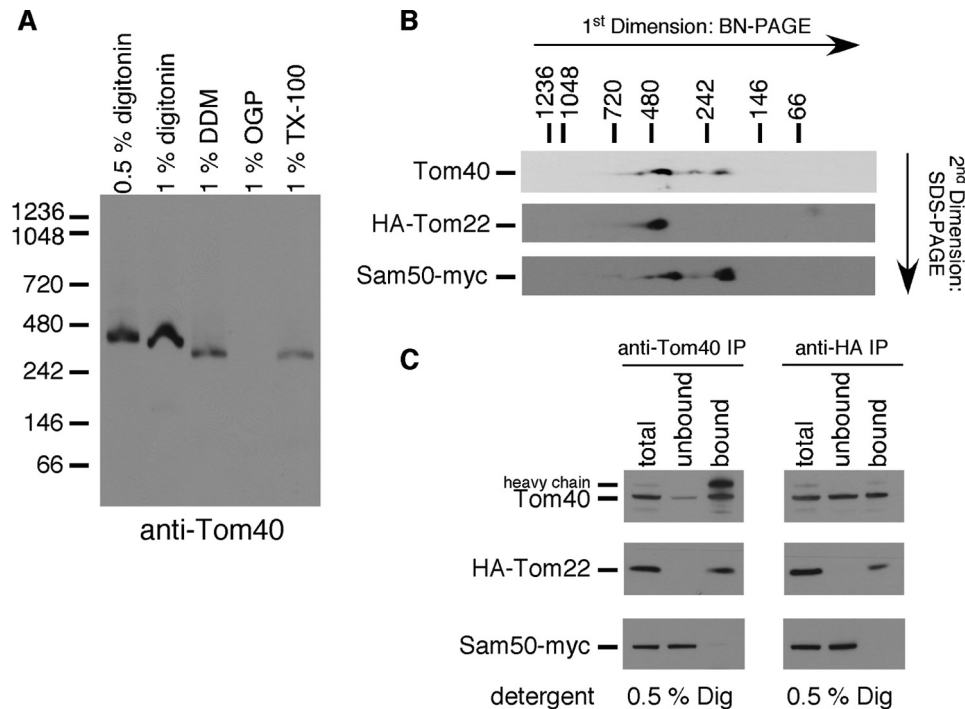 A
0.5 % digitonin
1 % digitonin
1 % DDM
1 % OGP
1 % TX-100
1236
1048
720
480
242
146
66
anti-Tom40
B
1st Dimension: BN-PAGE
1236
1048
720
480
242
146
66
Tom40
HA-Tom22
Sam50-myc
2nd Dimension:
SDS-PAGE
C
anti-Tom40 IP
anti-HA IP
total
unbound
bound
total
unbound
bound
heavy chain
Tom40
HA-Tom22
Sam50-myc
detergent
0.5 % Dig
0.5 % Dig